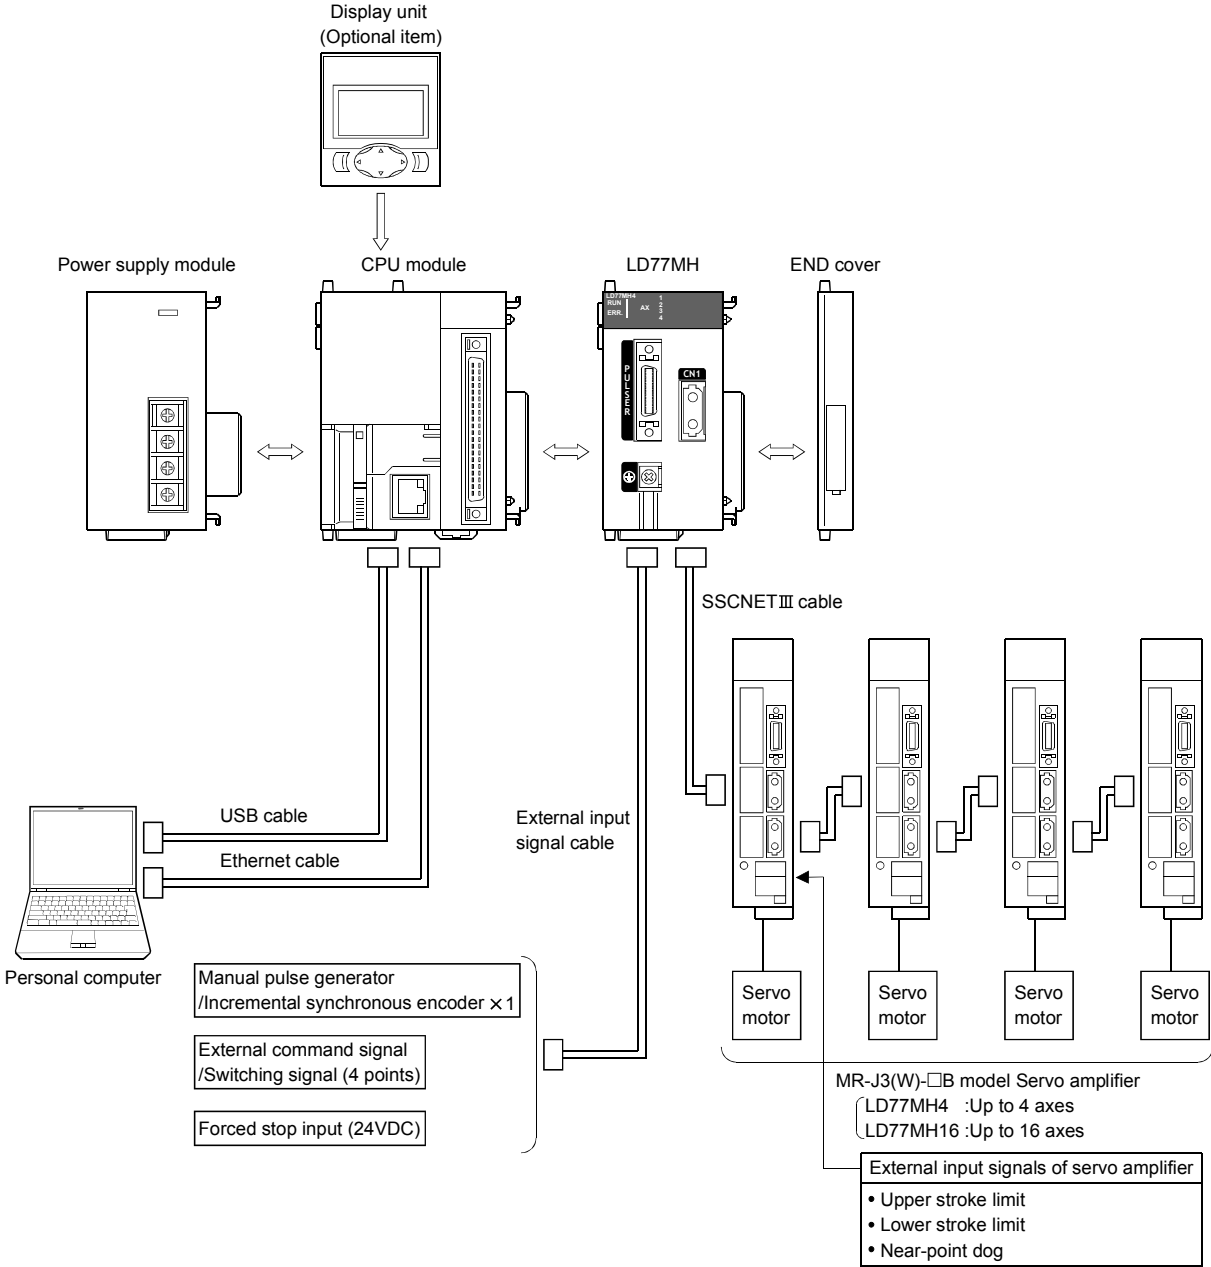 Display unit
(Optional item)
Power supply module
CPU module
LD77MH
END cover
LD77MH4
RUN
ERR.
AX
1
2
3
4
PULSER
CN1
SSCNETⅢ cable
USB cable
Ethernet cable
External input
signal cable
Personal computer
Manual pulse generator
/Incremental synchronous encoder ×1
External command signal
/Switching signal (4 points)
Forced stop input (24VDC)
Servo
motor
Servo
motor
Servo
motor
Servo
motor
MR-J3(W)-□B model Servo amplifier
LD77MH4 :Up to 4 axes
LD77MH16 :Up to 16 axes
External input signals of servo amplifier
• Upper stroke limit
• Lower stroke limit
• Near-point dog